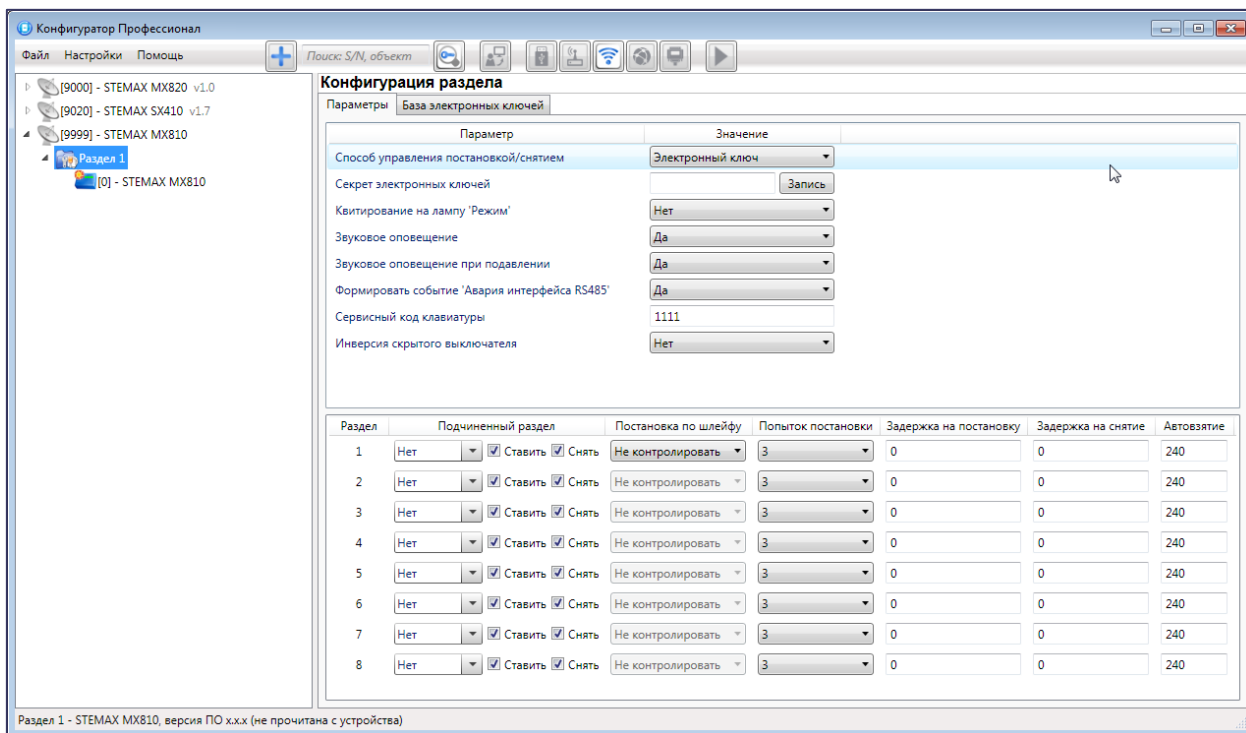 Конфигуратор Профессионал
Файл Настройки Помощь Поиск: S/N, объект
[9000] - STEMAX MX820 v1.0
[9020] - STEMAX SX410 v1.7
[9999] - STEMAX MX810
Раздел 1
[0] - STEMAX MX810
Конфигурация раздела
Параметры База электронных ключей
Параметр Значение
Способ управления постановкой/снятием Электронный ключ
Секрет электронных ключей Запись
Квитирование на лампу 'Режим' Нет
Звуковое оповещение Да
Звуковое оповещение при подавлении Да
Формировать событие 'Авария интерфейса RS485' Да
Сервисный код клавиатуры 1111
Инверсия скрытого выключателя Нет
Раздел Подчиненный раздел Постановка по шлейфу Попыток постановки Задержка на постановку Задержка на снятие Автовзятие
1 Нет Ставить Снять Не контролировать 3 0 0 240
2 Нет Ставить Снять Не контролировать 3 0 0 240
3 Нет Ставить Снять Не контролировать 3 0 0 240
4 Нет Ставить Снять Не контролировать 3 0 0 240
5 Нет Ставить Снять Не контролировать 3 0 0 240
6 Нет Ставить Снять Не контролировать 3 0 0 240
7 Нет Ставить Снять Не контролировать 3 0 0 240
8 Нет Ставить Снять Не контролировать 3 0 0 240
Раздел 1 - STEMAX MX810, версия ПО x.x.x (не прочитана с устройства)